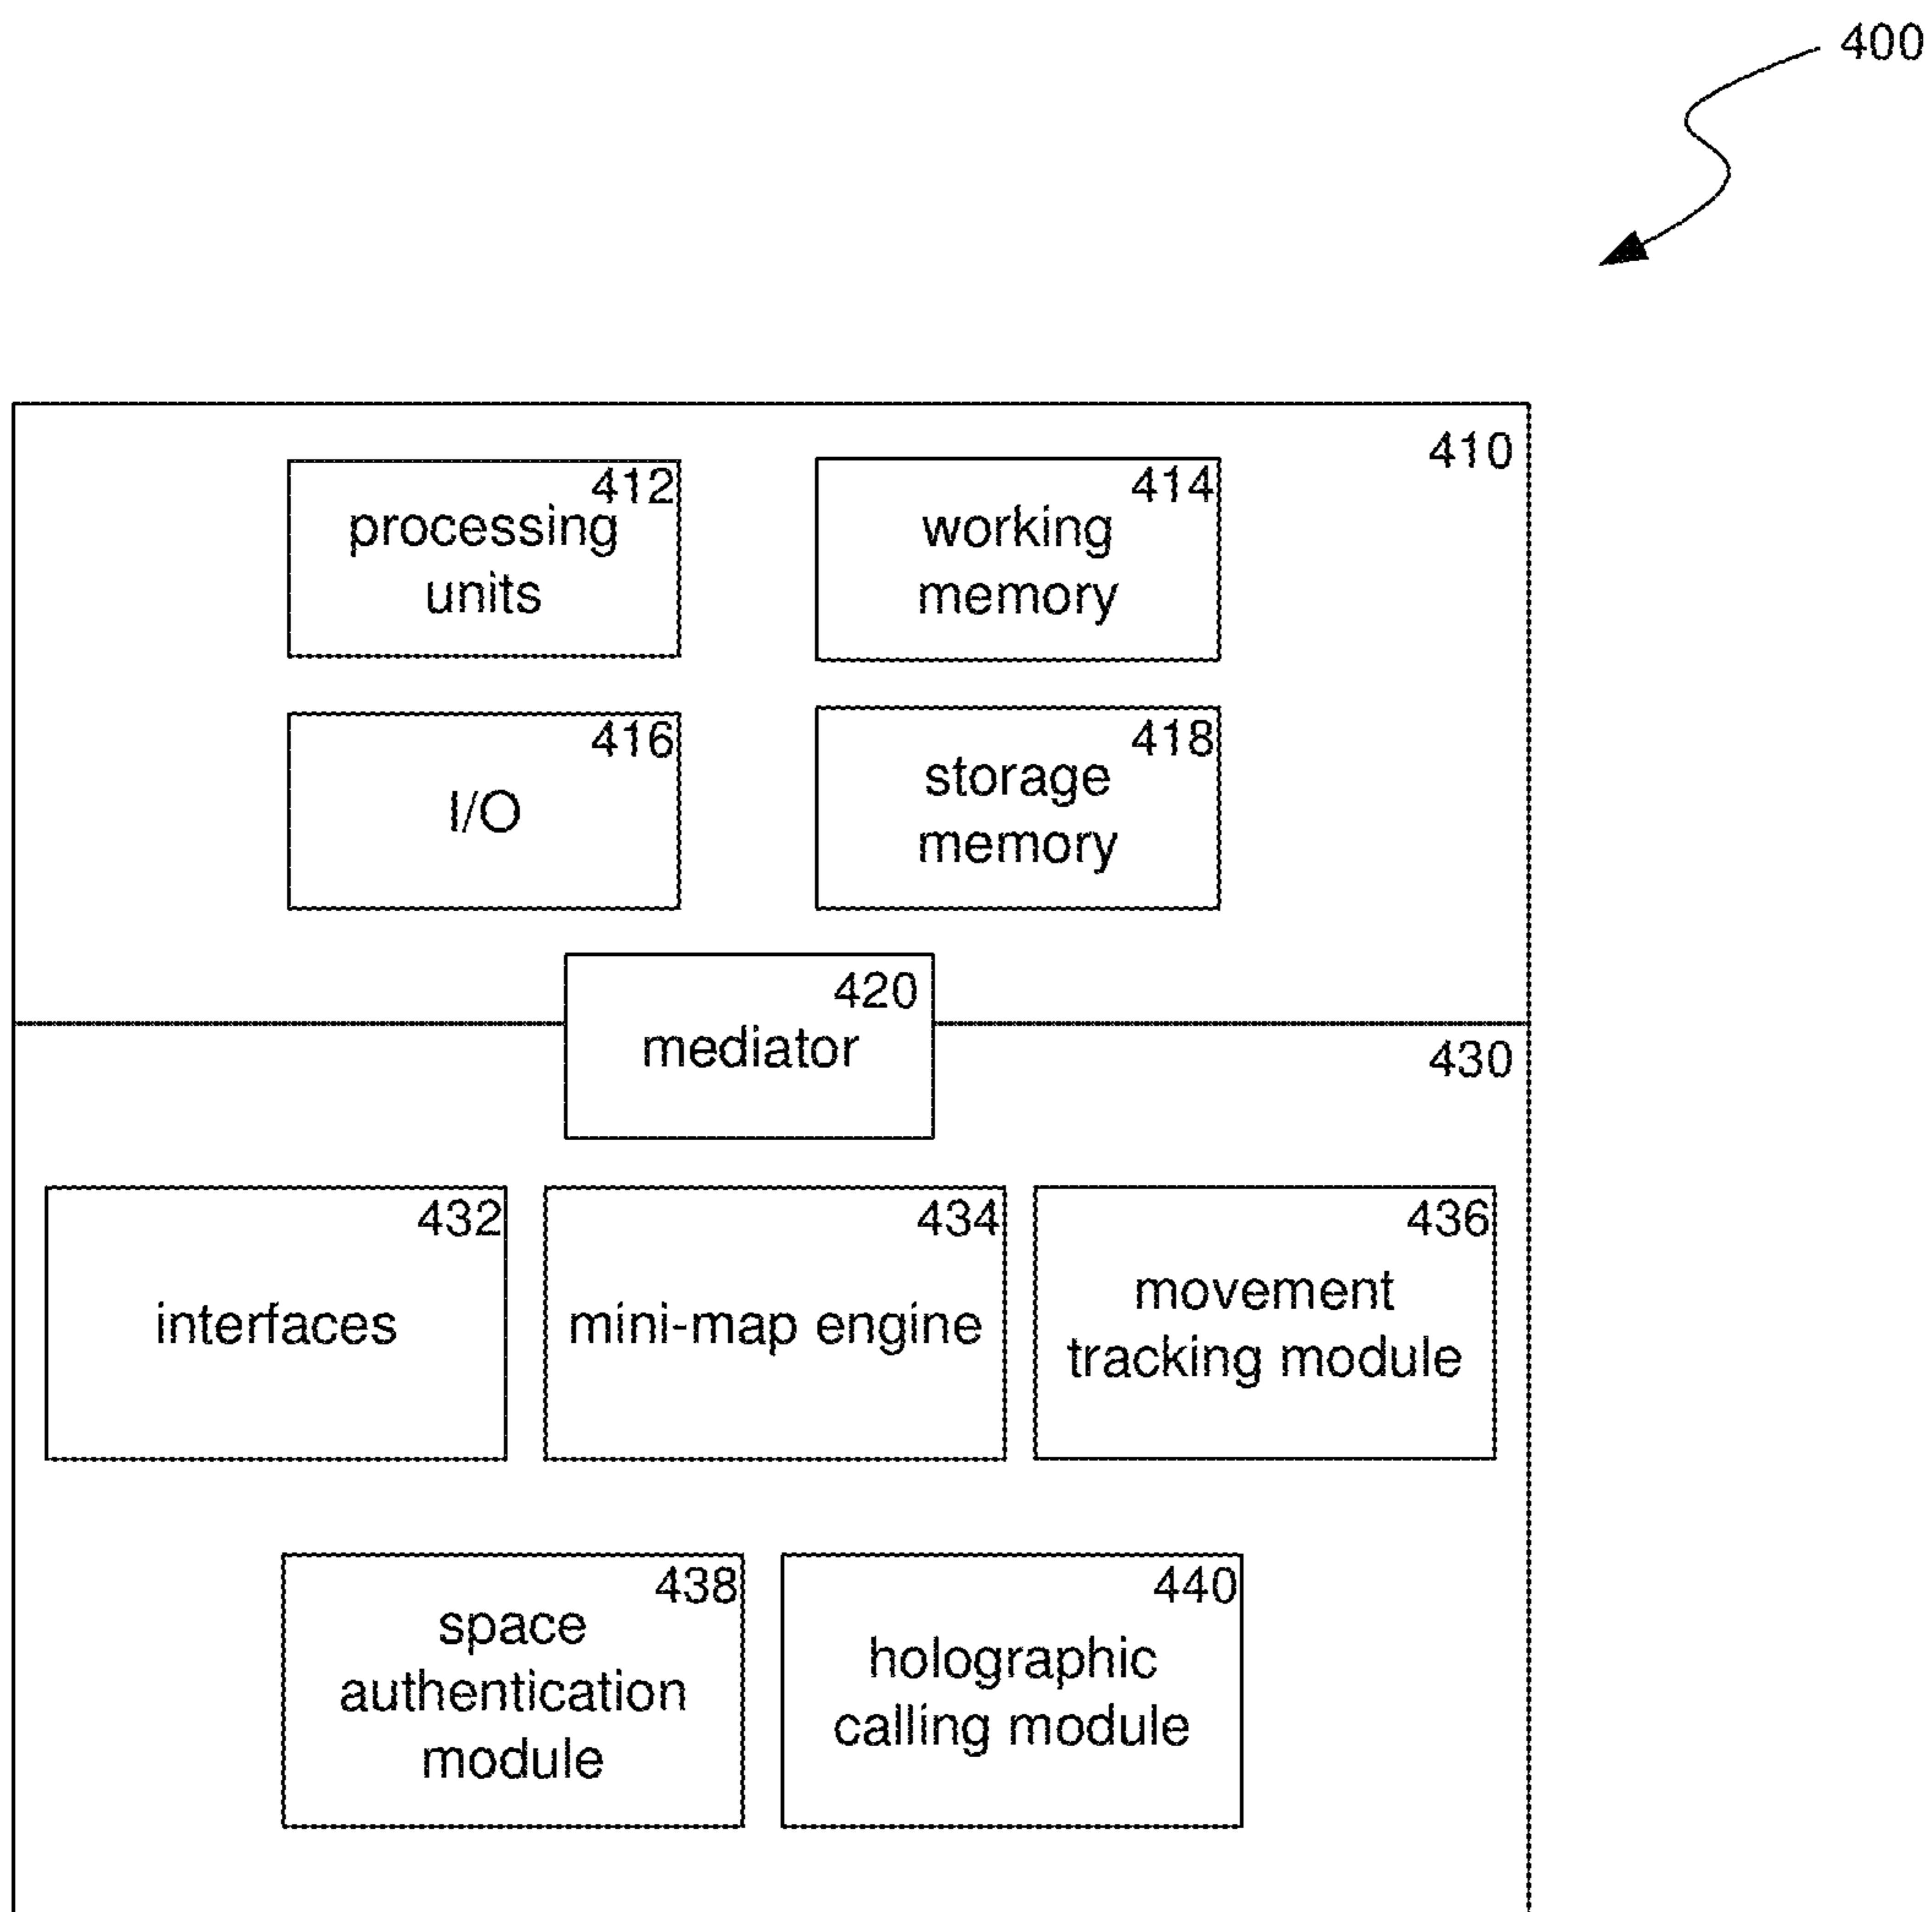 400
410
412
processing
units
414
working
memory
416
I/O
418
storage
memory
420
mediator
430
432
interfaces
434
mini-map engine
436
movement
tracking module
438
space
authentication
module
440
holographic
calling module